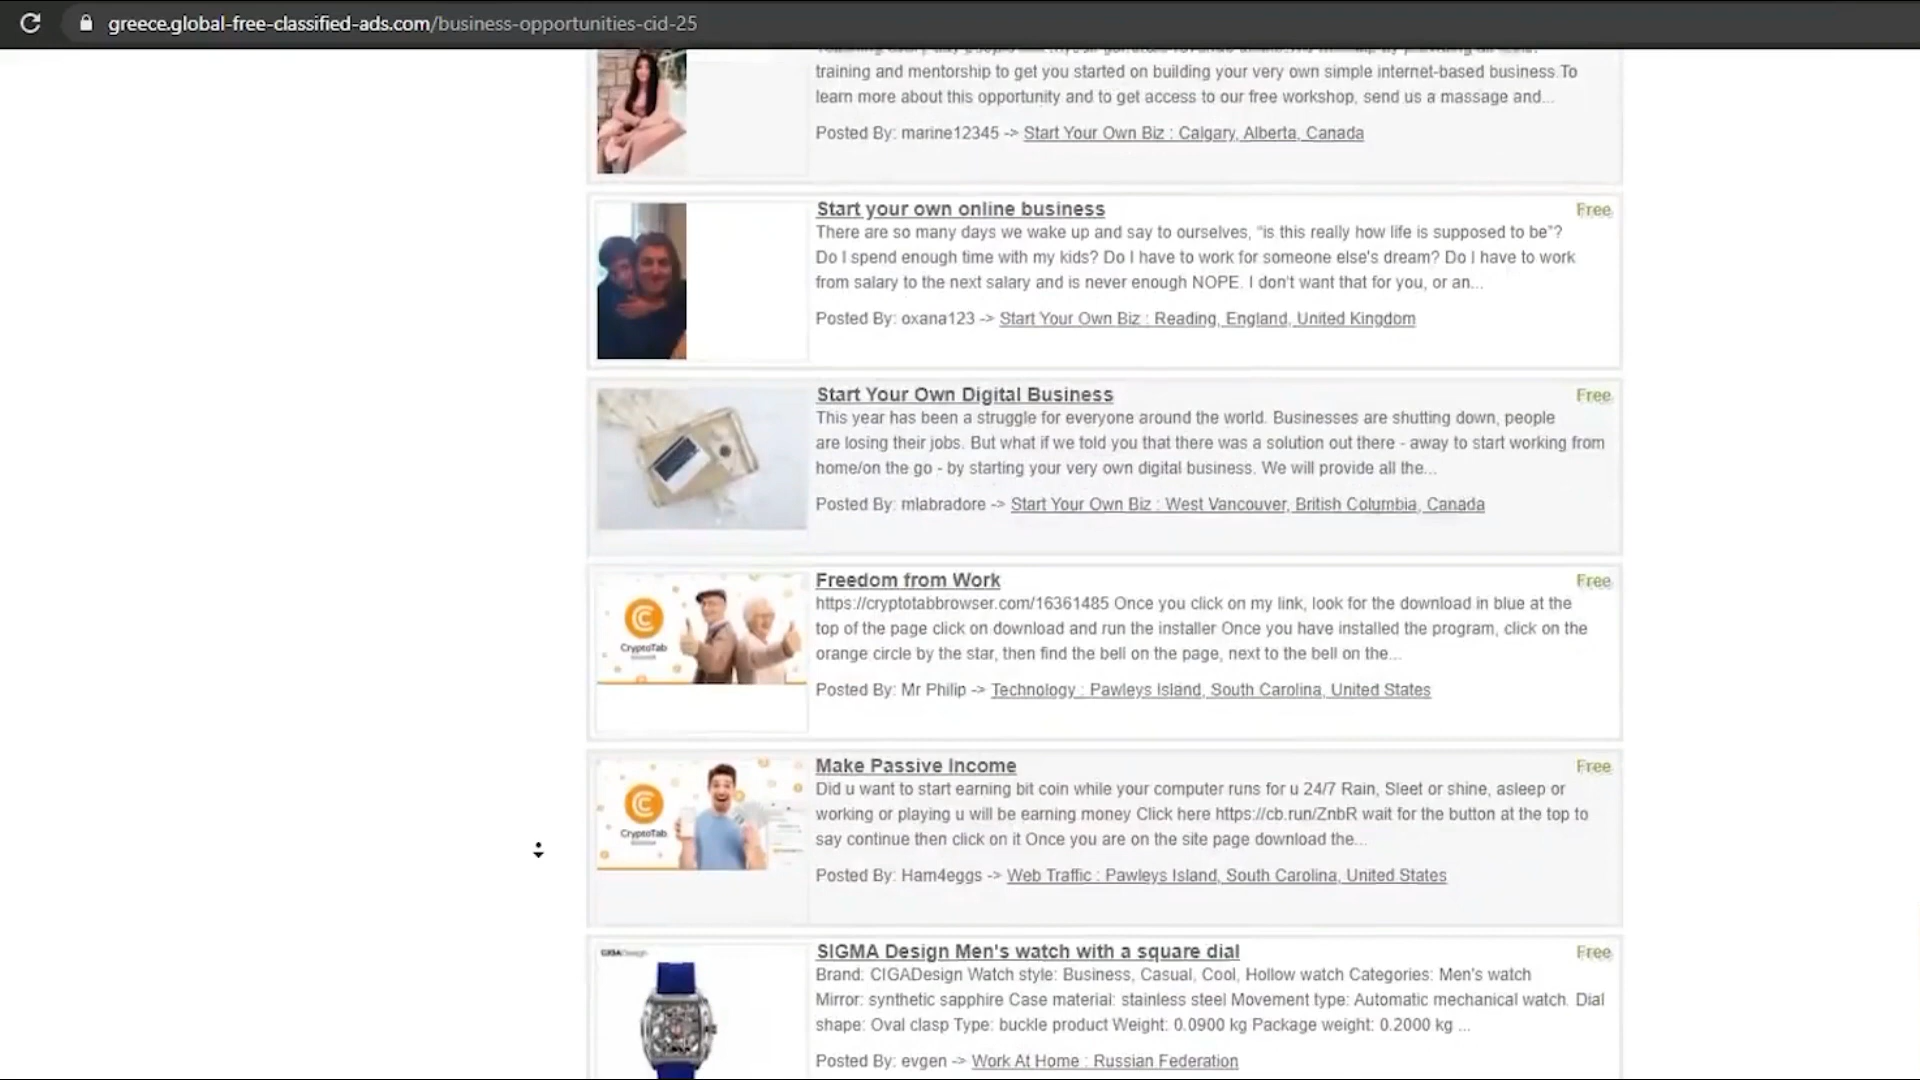 greece.global-free-classified-ads.com/business-opportunities-cid-25
training and mentorship to get you started on building your very own simple internet-based business.To
learn more about this opportunity and to get access to our free workshop, send us a massage and...
Posted By: marine12345 -> Start Your Own Biz : Calgary, Alberta, Canada
Start your own online business
Free
There are so many days we wake up and say to ourselves, “is this really how life is supposed to be”?
Do I spend enough time with my kids? Do I have to work for someone else's dream? Do I have to work
from salary to the next salary and is never enough NOPE. I don't want that for you, or an...
Posted By: oxana123 -> Start Your Own Biz : Reading, England, United Kingdom
Start Your Own Digital Business
Free
This year has been a struggle for everyone around the world. Businesses are shutting down, people
are losing their jobs. But what if we told you that there was a solution out there - away to start working from
home/on the go - by starting your very own digital business. We will provide all the...
Posted By: mlabradore -> Start Your Own Biz : West Vancouver, British Columbia, Canada
CryptoTab
Freedom from Work
Free
https://cryptotabbrowser.com/16361485 Once you click on my link, look for the download in blue at the
top of the page click on download and run the installer Once you have installed the program, click on the
orange circle by the star, then find the bell on the page, next to the bell on the...
Posted By: Mr Philip -> Technology : Pawleys Island, South Carolina, United States
CryptoTab
Make Passive Income
Free
Did u want to start earning bit coin while your computer runs for u 24/7 Rain, Sleet or shine, asleep or
working or playing u will be earning money Click here https://cb.run/ZnbR wait for the button at the top to
say continue then click on it Once you are on the site page download the...
Posted By: Ham4eggs -> Web Traffic : Pawleys Island, South Carolina, United States
SIGMA Design Men's watch with a square dial
Free
Brand: CIGADesign Watch style: Business, Casual, Cool, Hollow watch Categories: Men's watch
Mirror: synthetic sapphire Case material: stainless steel Movement type: Automatic mechanical watch. Dial
shape: Oval clasp Type: buckle product Weight: 0.0900 kg Package weight: 0.2000 kg ...
Posted By: evgen -> Work At Home : Russian Federation